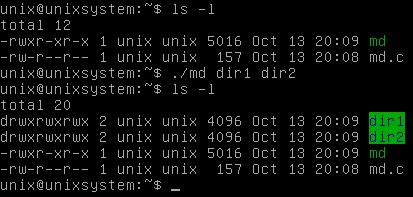 unix@unixsystem:~$ ls -l
total 12
-rwxr-xr-x 1 unix unix 5016 Oct 13 20:09 md
-rw-r--r-- 1 unix unix  157 Oct 13 20:08 md.c
unix@unixsystem:~$ ./md dir1 dir2
unix@unixsystem:~$ ls -l
total 20
drwxrwxrwx 2 unix unix 4096 Oct 13 20:09 dir1
drwxrwxrwx 2 unix unix 4096 Oct 13 20:09 dir2
-rwxr-xr-x 1 unix unix 5016 Oct 13 20:09 md
-rw-r--r-- 1 unix unix  157 Oct 13 20:08 md.c
unix@unixsystem:~$ _